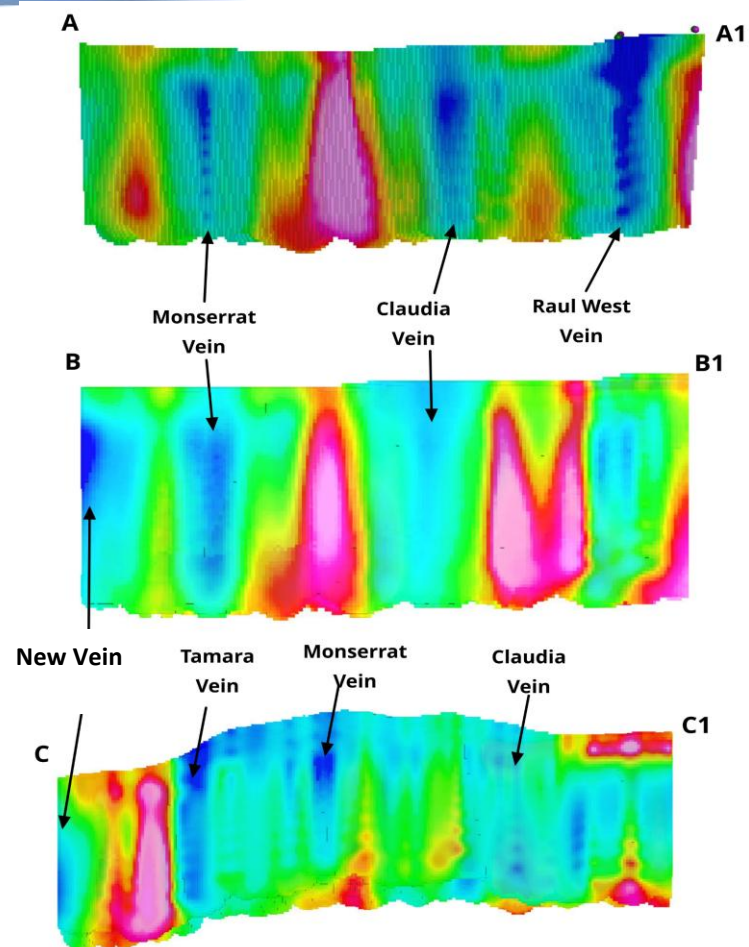 A
A1
Monserrat
Vein
Claudia
Vein
Raul West
Vein
B
B1
New Vein
Tamara
Vein
Monserrat
Vein
Claudia
Vein
C
C1